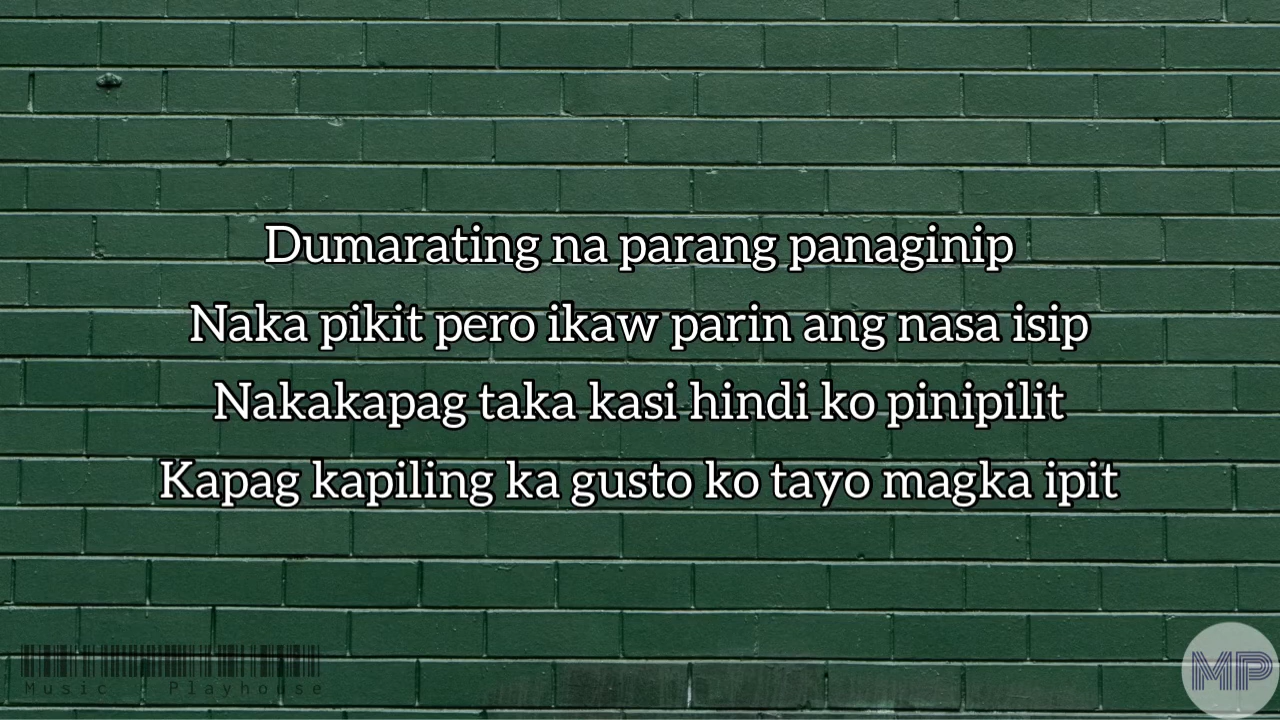 Dumarating na parang panaginip
Naka pikit pero ikaw parin ang nasa isip
Nakakapag taka kasi hindi ko pinipilit
Kapag kapiling ka gusto ko tayo magka ipit
Music Playhouse
MP